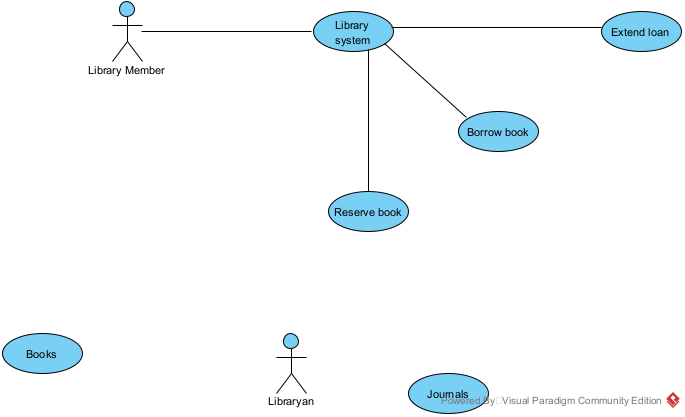 Library
system
Extend loan
Library Member
Borrow book
Reserve book
Books
Libraryan
Journals
Powered By Visual Paradigm Community Edition